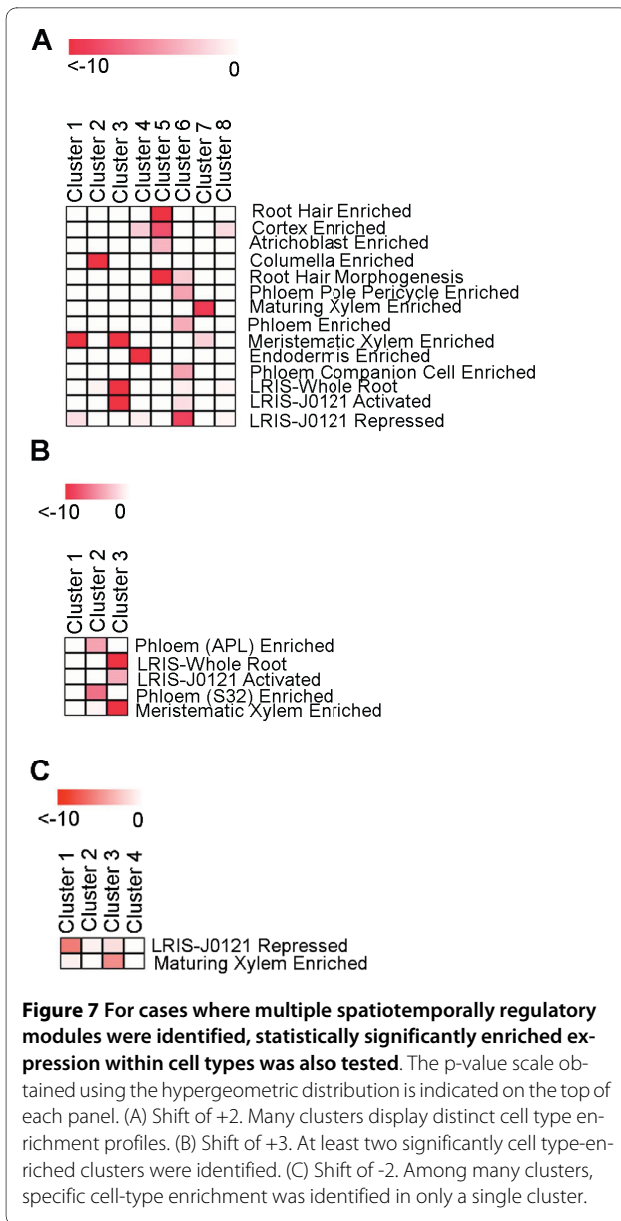 A
<-10 0
Cluster 1
Cluster 2
Cluster 3
Cluster 4
Cluster 5
Cluster 6
Cluster 7
Cluster 8
Root Hair Enriched
Cortex Enriched
Atrichoblast Enriched
Columella Enriched
Root Hair Morphogenesis
Phloem Pole Pericycle Enriched
Maturing Xylem Enriched
Phloem Enriched
Meristematic Xylem Enriched
Endodermis Enriched
Phloem Companion Cell Enriched
LRIS-Whole Root
LRIS-J0121 Activated
LRIS-J0121 Repressed
B
<-10 0
Cluster 1
Cluster 2
Cluster 3
Phloem (APL) Enriched
LRIS-Whole Root
LRIS-J0121 Activated
Phloem (S32) Enriched
Meristematic Xylem Enriched
C
<-10 0
Cluster 1
Cluster 2
Cluster 3
Cluster 4
LRIS-J0121 Repressed
Maturing Xylem Enriched
Figure 7 For cases where multiple spatiotemporally regulatory
modules were identified, statistically significantly enriched ex-
pression within cell types was also tested. The p-value scale ob-
tained using the hypergeometric distribution is indicated on the top of
each panel. (A) Shift of +2. Many clusters display distinct cell type en-
richment profiles. (B) Shift of +3. At least two significantly cell type-en-
riched clusters were identified. (C) Shift of -2. Among many clusters,
specific cell-type enrichment was identified in only a single cluster.